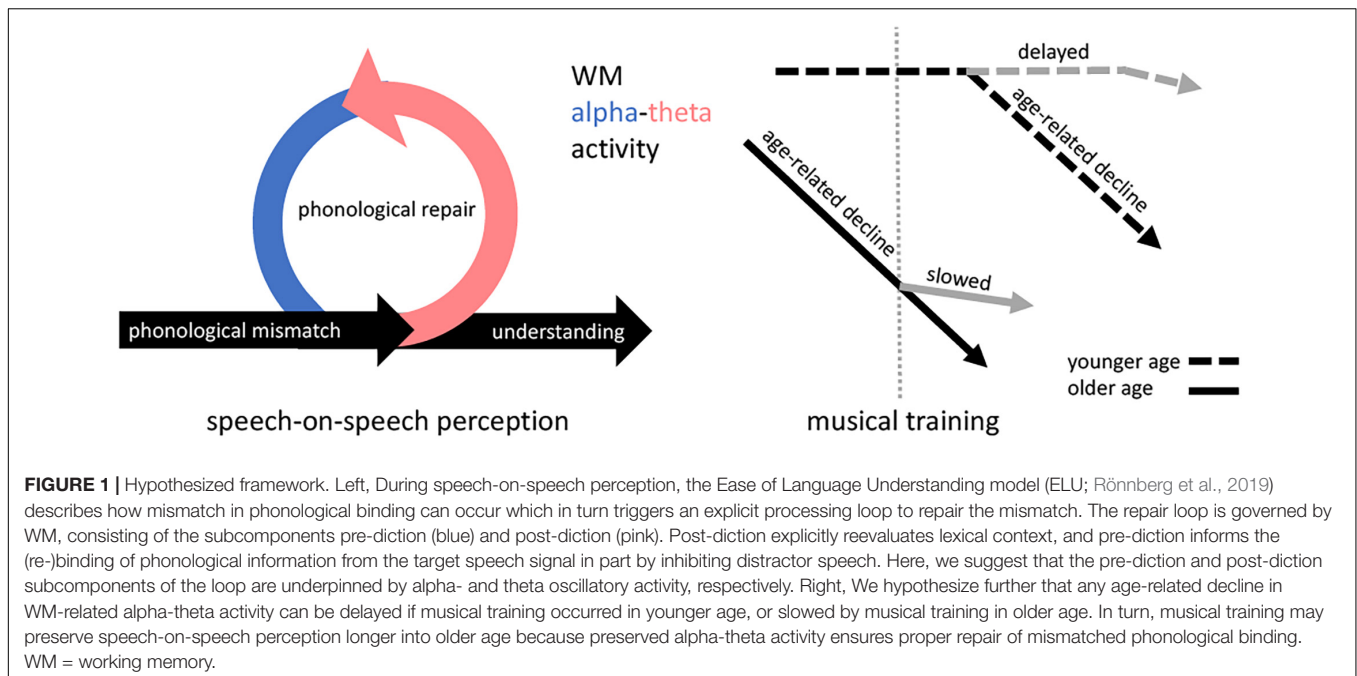 WM
alpha-theta
activity
phonological repair
phonological mismatch
understanding
speech-on-speech perception
delayed
age-related decline
age-related decline
slowed
younger age
older age
musical training
FIGURE 1 | Hypothesized framework. Left, During speech-on-speech perception, the Ease of Language Understanding model (ELU; Rönnberg et al., 2019)
describes how mismatch in phonological binding can occur which in turn triggers an explicit processing loop to repair the mismatch. The repair loop is governed by
WM, consisting of the subcomponents pre-diction (blue) and post-diction (pink). Post-diction explicitly reevaluates lexical context, and pre-diction informs the
(re-)binding of phonological information from the target speech signal in part by inhibiting distractor speech. Here, we suggest that the pre-diction and post-diction
subcomponents of the loop are underpinned by alpha- and theta oscillatory activity, respectively. Right, We hypothesize further that any age-related decline in
WM-related alpha-theta activity can be delayed if musical training occurred in younger age, or slowed by musical training in older age. In turn, musical training may
preserve speech-on-speech perception longer into older age because preserved alpha-theta activity ensures proper repair of mismatched phonological binding.
WM = working memory.